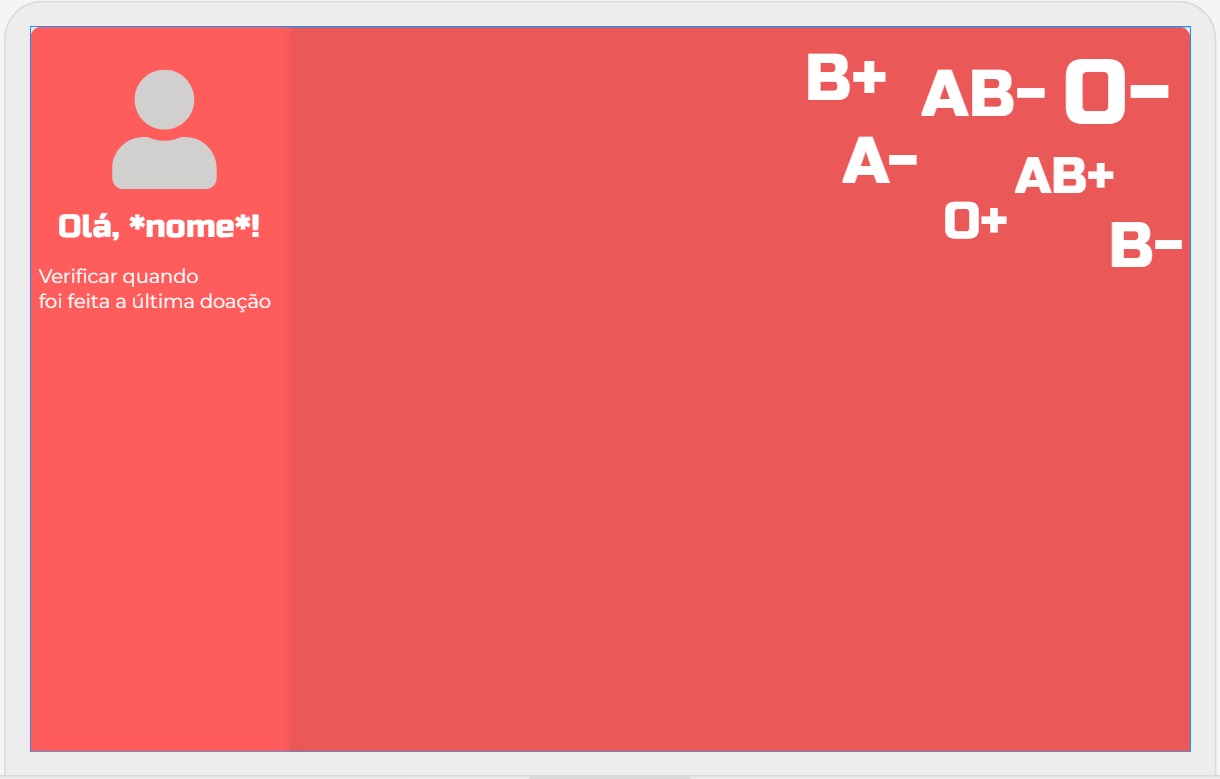 Olá, *nome*!
Verificar quando
foi feita a última doação
B+
AB-
O-
A-
AB+
O+
B-